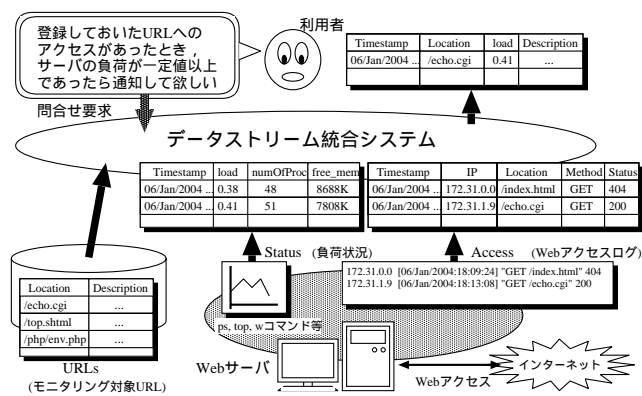 登録しておいたURLへの
アクセスがあったとき，
サーバの負荷が一定値以上
であったら通知して欲しい
利用者
Timestamp Location load Description
06/Jan/2004 ... /echo.cgi 0.41 ...
問合せ要求
データストリーム統合システム
Timestamp load numOfProc free_mem
06/Jan/2004 ... 0.38 48 8688K
06/Jan/2004 ... 0.41 51 7808K
Timestamp IP Location Method Status
06/Jan/2004 ... 172.31.0.0 /index.html GET 404
06/Jan/2004 ... 172.31.1.9 /echo.cgi GET 200
Status (負荷状況)
Access (Webアクセスログ)
172.31.0.0 [06/Jan/2004:18:09:24] "GET /index.html" 404
172.31.1.9 [06/Jan/2004:18:13:08] "GET /echo.cgi" 200
Location Description
/echo.cgi ...
/top.shtml ...
/php/env.php ...
ps, top, wコマンド等
URLs
(モニタリング対象URL)
Webサーバ
Webアクセス
インターネット